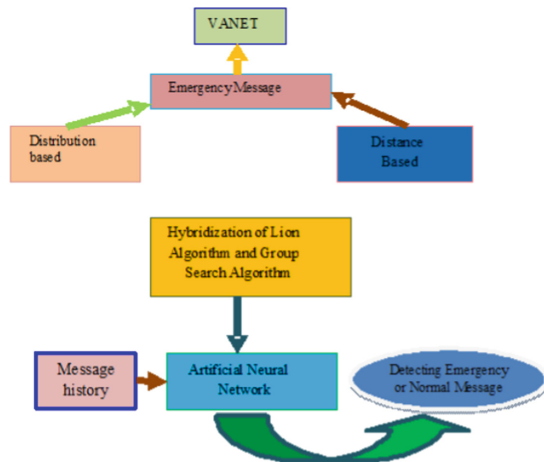 VANET
Emergency Message
Distribution
based
Distance
Based
Hybridization of Lion
Algorithm and Group
Search Algorithm
Message
history
Artificial Neural
Network
Detecting Emergency
or Normal Message